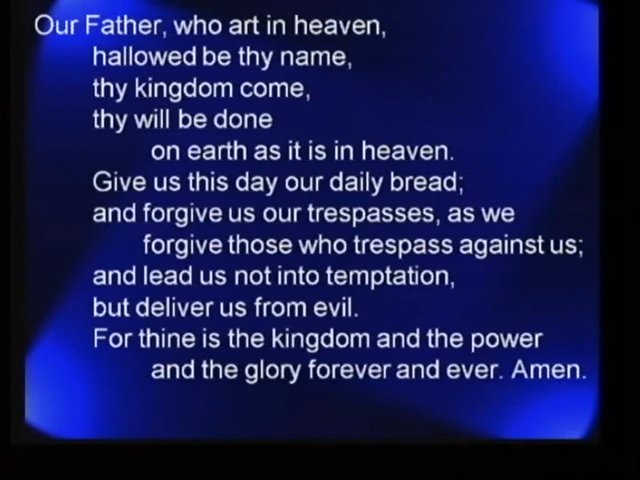 Our Father, who art in heaven,
hallowed be thy name,
thy kingdom come,
thy will be done
on earth as it is in heaven.
Give us this day our daily bread;
and forgive us our trespasses, as we
forgive those who trespass against us;
and lead us not into temptation,
but deliver us from evil.
For thine is the kingdom and the power
and the glory forever and ever. Amen.